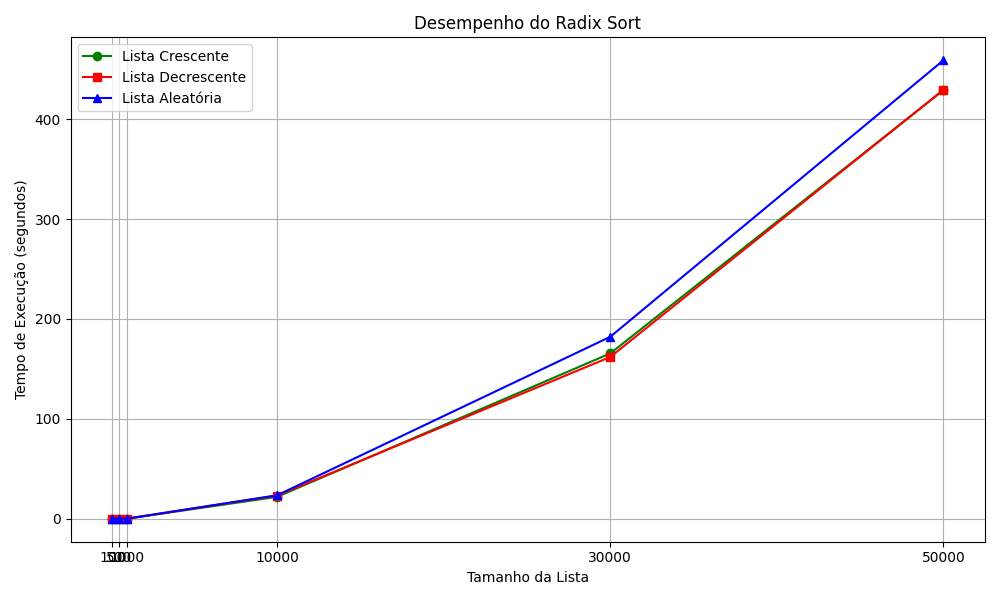 Desempenho do Radix Sort
Lista Crescente
Lista Decrescente
Lista Aleatória
Tempo de Execução (segundos)
400
300
200
100
0
10000
30000
50000
Tamanho da Lista